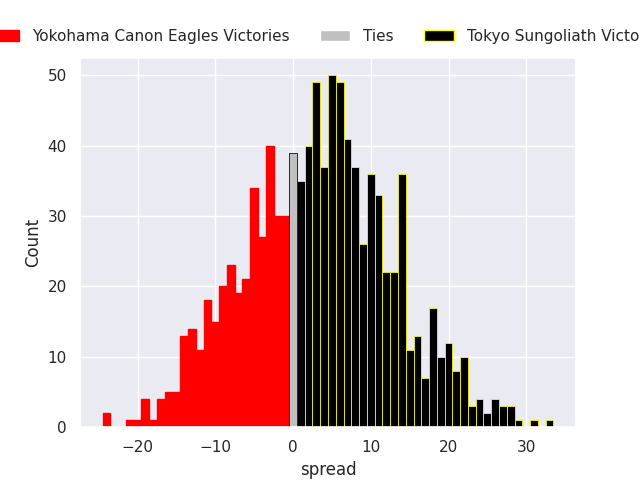 Yokohama Canon Eagles Victories Ties Tokyo Sungoliath Victo
50
40
30
20
10
0
Count
−20 −10 0 10 20 30
spread